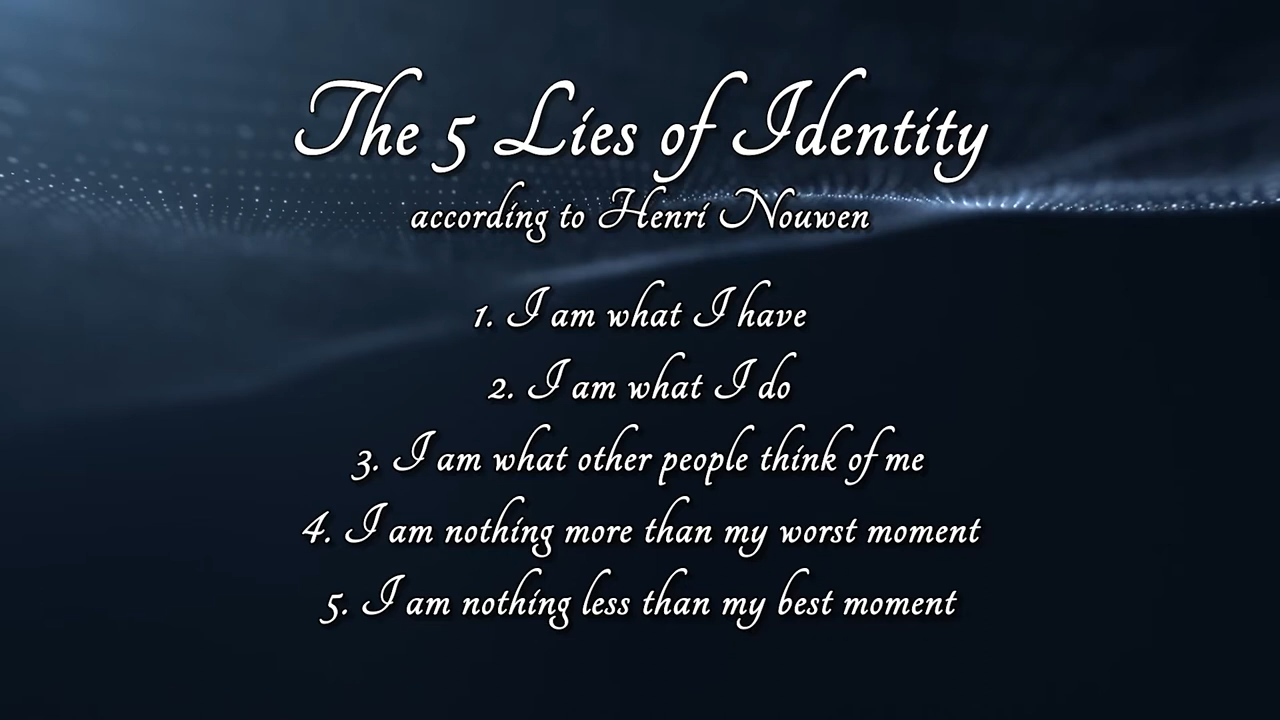 The 5 Lies of Identity
according to Henri Nouwen
1. I am what I have
2. I am what I do
3. I am what other people think of me
4. I am nothing more than my worst moment
5. I am nothing less than my best moment